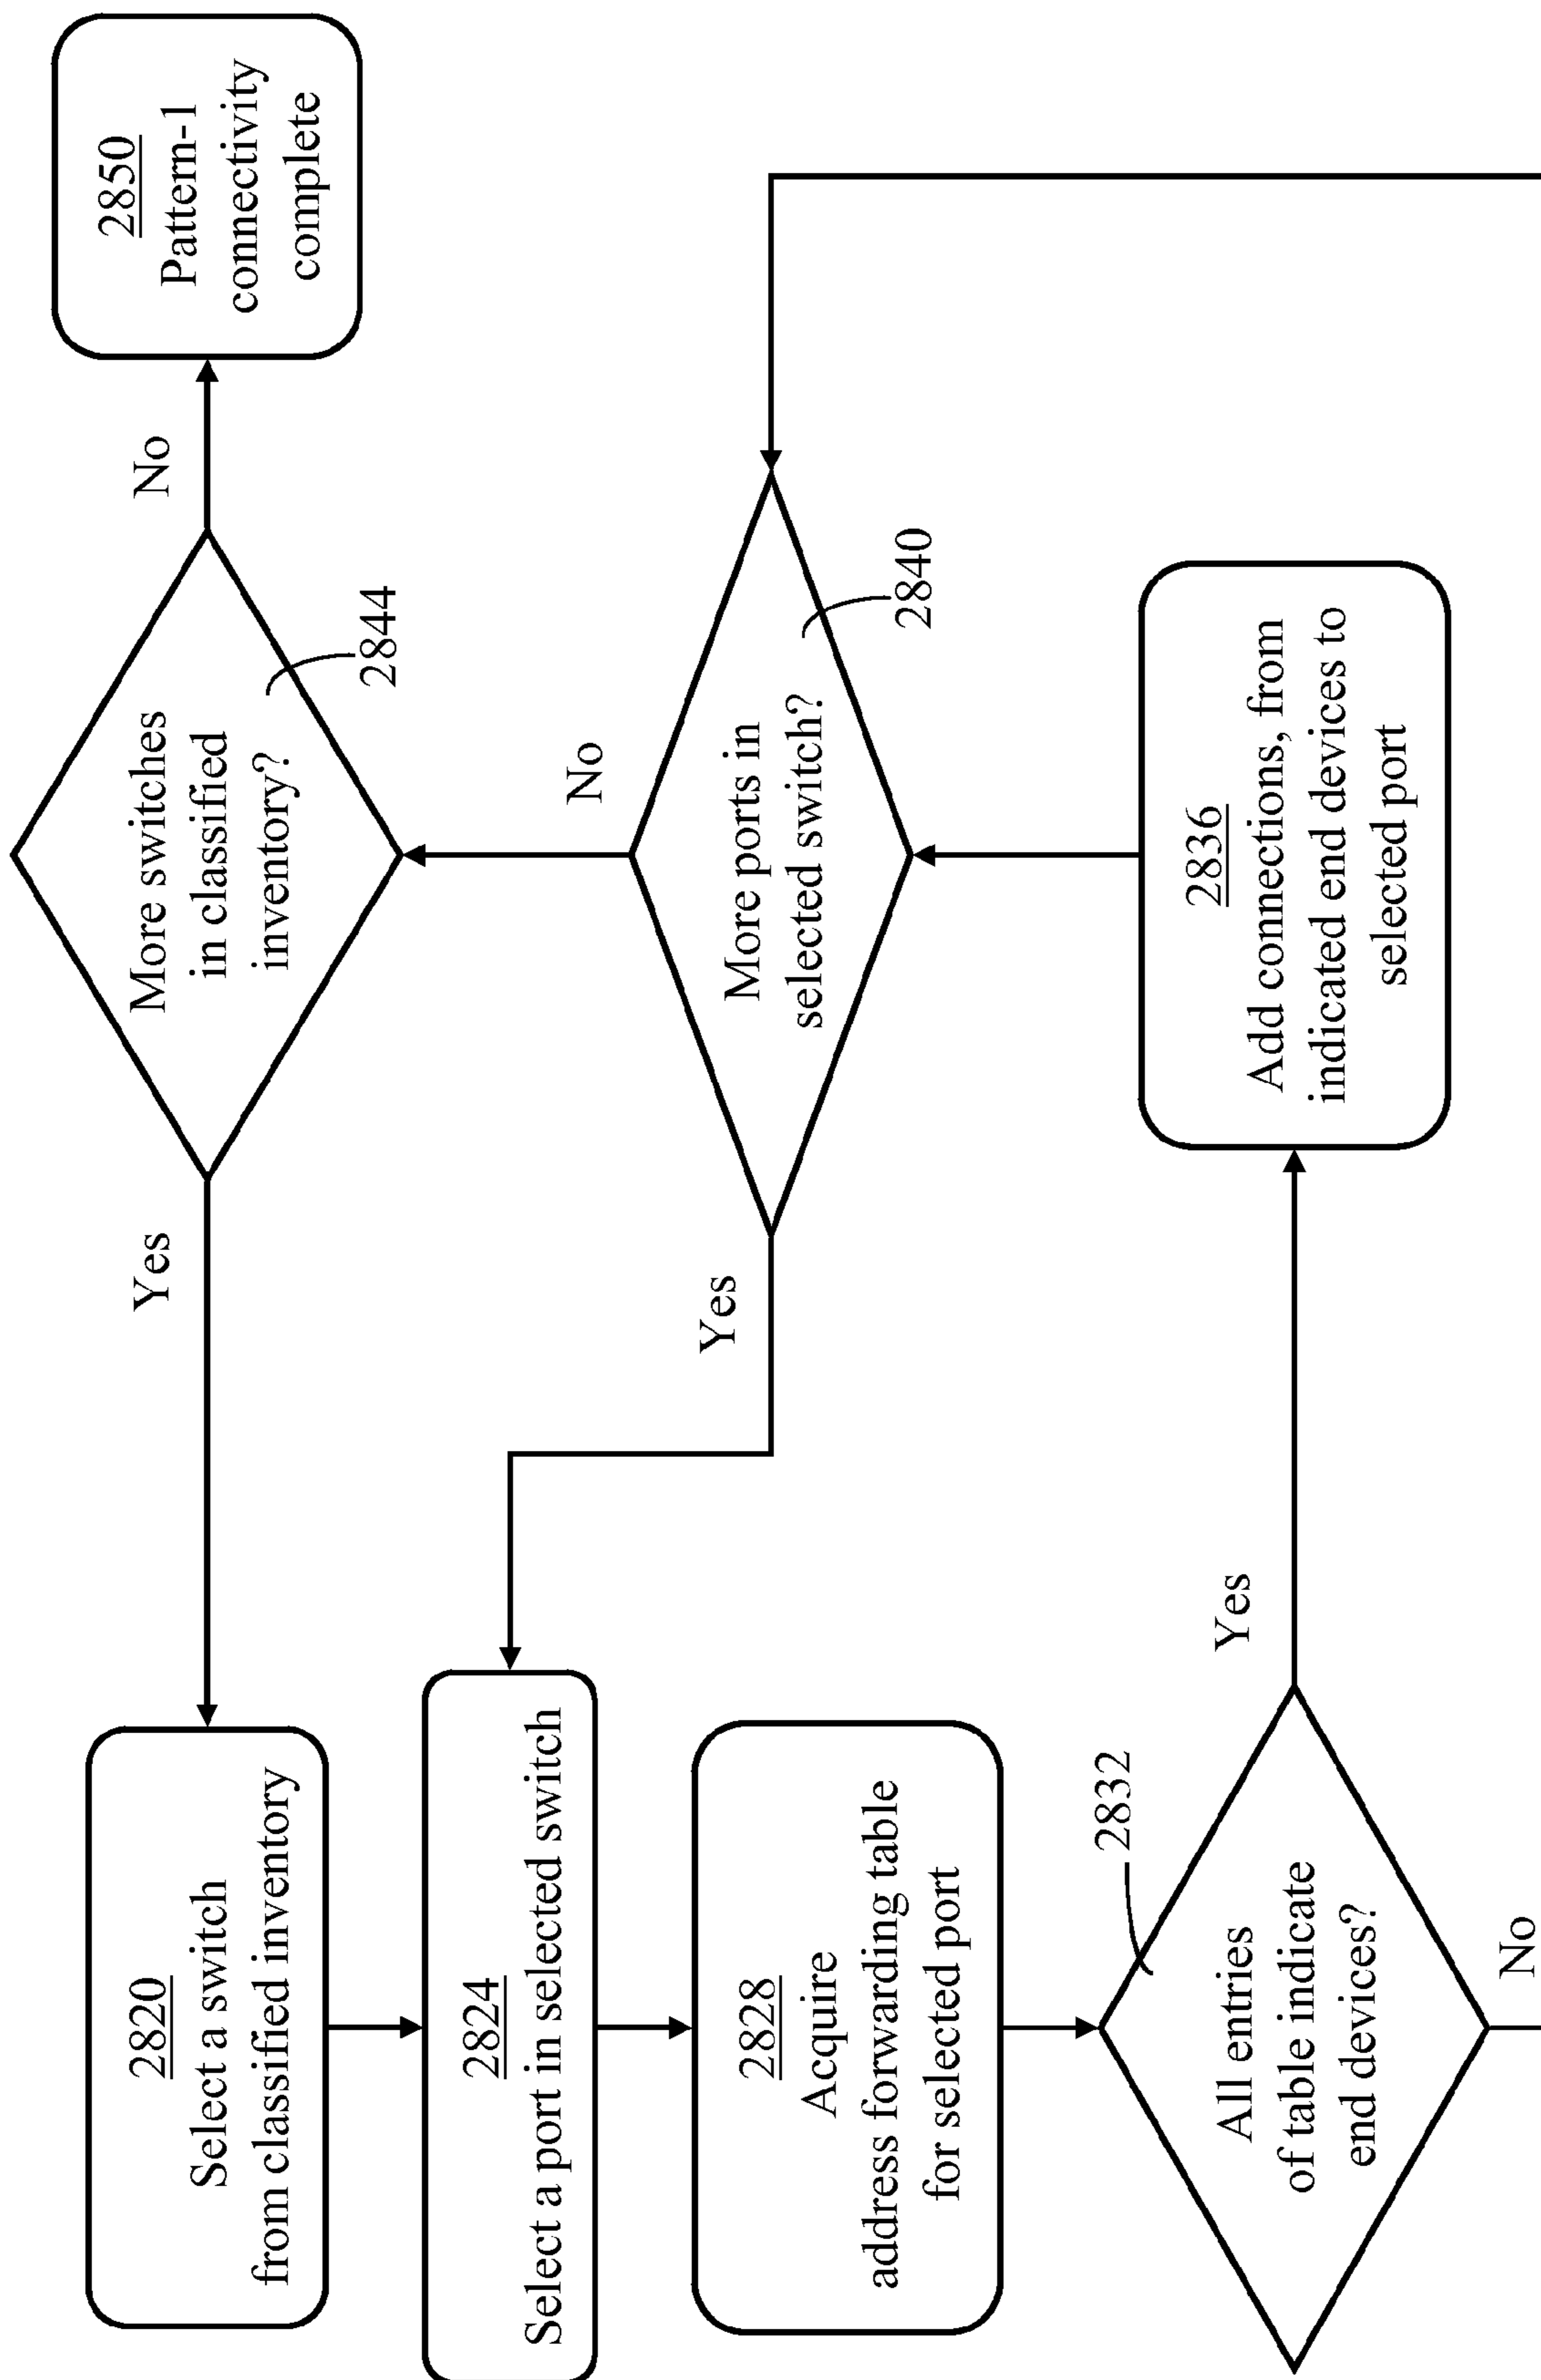 2820
Select a switch
from classified inventory
2824
Select a port in selected switch
2828
Acquire
address forwarding table
for selected port
2832
All entries
of table indicate
end devices?
Yes
No
2836
Add connections, from
indicated end devices to
selected port
More ports in
selected switch?
2840
Yes
No
More switches
in classified
inventory?
2844
Yes
No
2850
Pattern-1
connectivity
complete